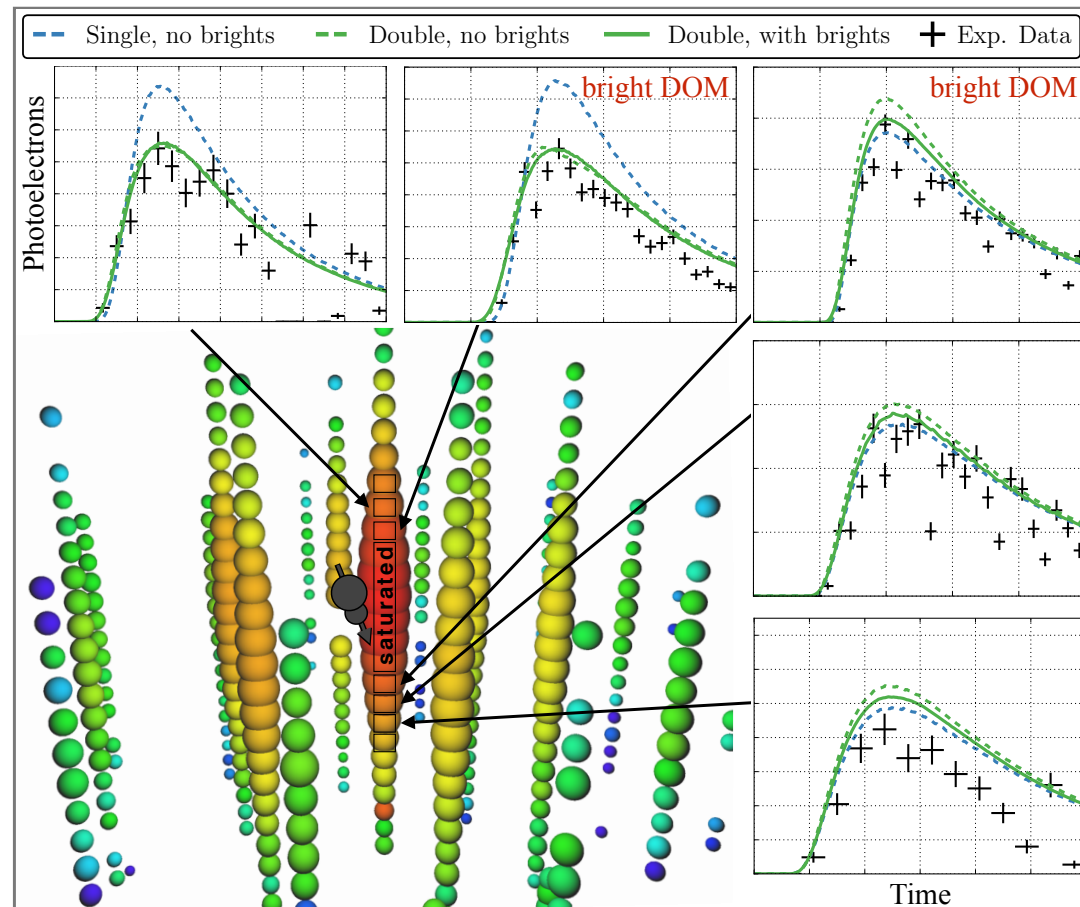 Single, no brights Double, no brights Double, with brights Exp. Data
Photoelectrons
bright DOM
bright DOM
saturated
Time